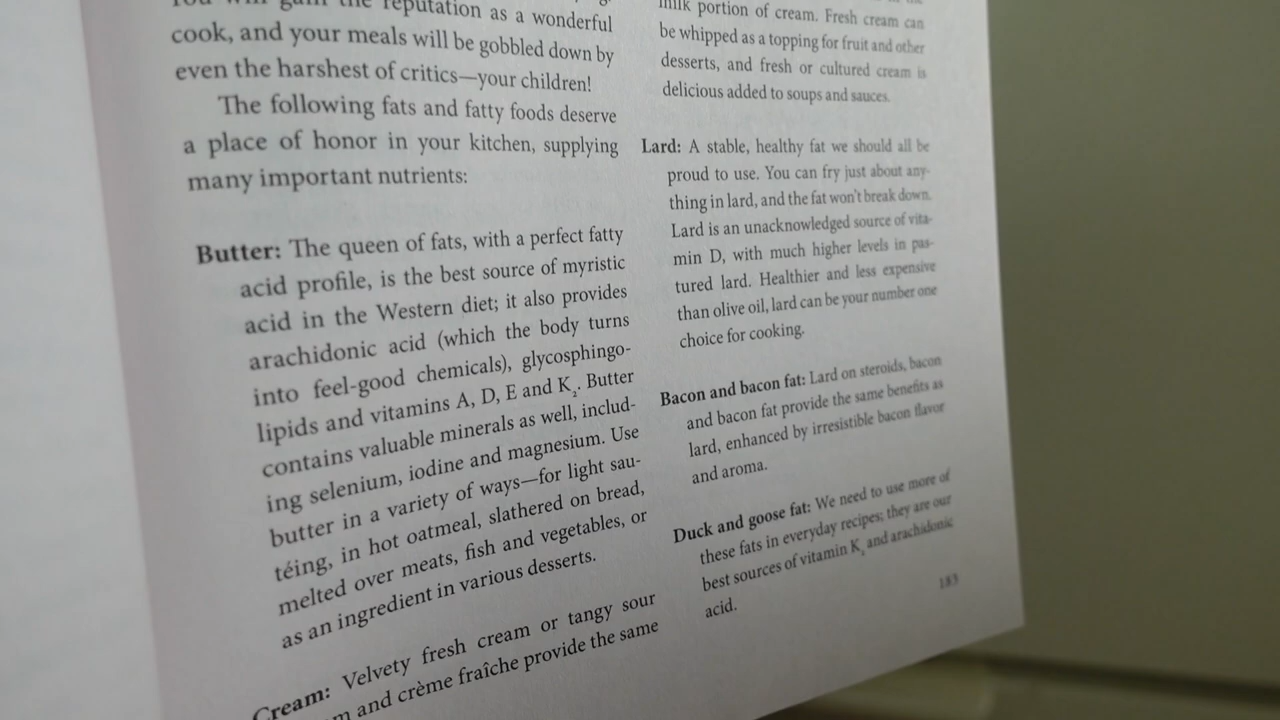 You will gain the reputation as a wonderful
cook, and your meals will be gobbled down by
even the harshest of critics—your children!
The following fats and fatty foods deserve
a place of honor in your kitchen, supplying
many important nutrients:
Butter: The queen of fats, with a perfect fatty
acid profile, is the best source of myristic
acid in the Western diet; it also provides
arachidonic acid (which the body turns
into feel-good chemicals), glycosphingo-
lipids and vitamins A, D, E and K₂. Butter
contains valuable minerals as well, includ-
ing selenium, iodine and magnesium. Use
butter in a variety of ways—for light sau-
téing, in hot oatmeal, slathered on bread,
melted over meats, fish and vegetables, or
as an ingredient in various desserts.
Cream: Velvety fresh cream or tangy sour
and crème fraîche provide the same
milk portion of cream. Fresh cream can
be whipped as a topping for fruit and other
desserts, and fresh or cultured cream is
delicious added to soups and sauces.
Lard: A stable, healthy fat we should all be
proud to use. You can fry just about any-
thing in lard, and the fat won't break down.
Lard is an unacknowledged source of vita-
min D, with much higher levels in pas-
tured lard. Healthier and less expensive
than olive oil, lard can be your number one
choice for cooking.
Bacon and bacon fat: Lard on steroids, bacon
and bacon fat provide the same benefits as
lard, enhanced by irresistible bacon flavor
and aroma.
Duck and goose fat: We need to use more of
these fats in everyday recipes; they are our
best sources of vitamin K₂ and arachidonic
acid.
183